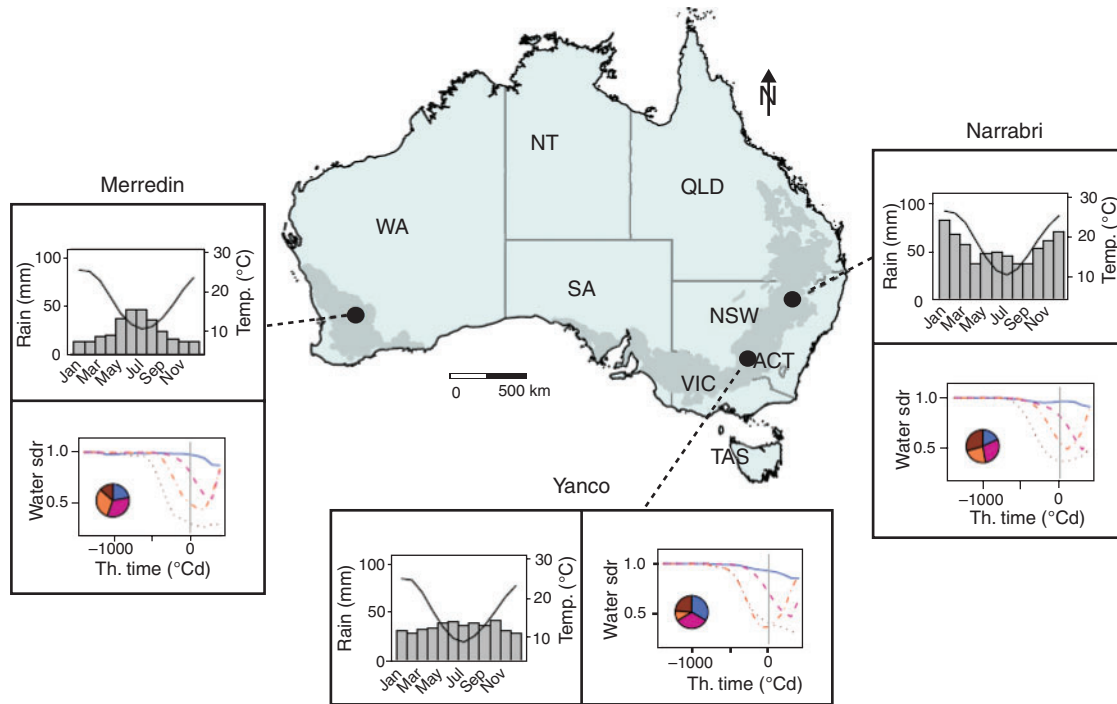 N
Narrabri
Merredin
NT
QLD
WA
SA
NSW
ACT
VIC
TAS
0 500 km
Yanco
100
50
0
Rain (mm)
30
20
10
Temp. (°C)
Jan Mar May Jul Sep Nov
1.0
0.5
Water sdr
–1000 0
Th. time (°Cd)
100
50
0
Rain (mm)
30
20
10
Temp. (°C)
Jan Mar May Jul Sep Nov
1.0
0.5
Water sdr
–1000 0
Th. time (°Cd)
100
50
0
Rain (mm)
30
20
10
Temp. (°C)
Jan Mar May Jul Sep Nov
1.0
0.5
Water sdr
–1000 0
Th. time (°Cd)